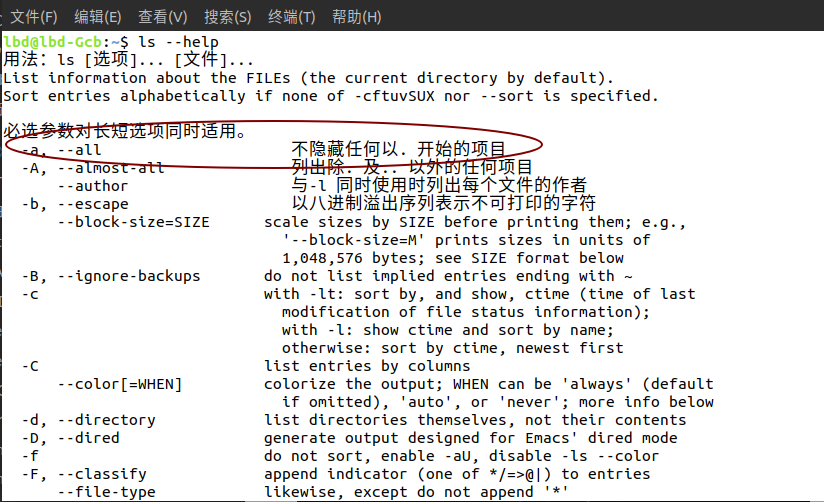 文件(F) 编辑(E) 查看(V) 搜索(S) 终端(T) 帮助(H)
lbd@lbd-Gcb:~$ ls --help
用法：ls [选项]... [文件]...
List information about the FILEs (the current directory by default).
Sort entries alphabetically if none of -cftuvSUX nor --sort is specified.
必选参数对长短选项同时适用。
-a, --all 不隐藏任何以. 开始的项目
-A, --almost-all 列出除. 及.. 以外的任何项目
--author 与-l 同时使用时列出每个文件的作者
-b, --escape 以八进制溢出序列表示不可打印的字符
--block-size=SIZE scale sizes by SIZE before printing them; e.g.,
'--block-size=M' prints sizes in units of
1,048,576 bytes; see SIZE format below
-B, --ignore-backups do not list implied entries ending with ~
-c with -lt: sort by, and show, ctime (time of last
modification of file status information);
with -l: show ctime and sort by name;
otherwise: sort by ctime, newest first
-C list entries by columns
--color[=WHEN] colorize the output; WHEN can be 'always' (default
if omitted), 'auto', or 'never'; more info below
-d, --directory list directories themselves, not their contents
-D, --dired generate output designed for Emacs' dired mode
-f do not sort, enable -aU, disable -ls --color
-F, --classify append indicator (one of */=>@|) to entries
--file-type likewise, except do not append '*'